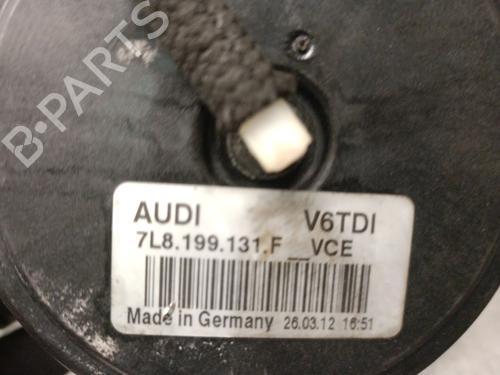 B-PARTS
AUDI V6TDI
7L8.199.131.F __VCE
Made in Germany 26.03.12 16:51